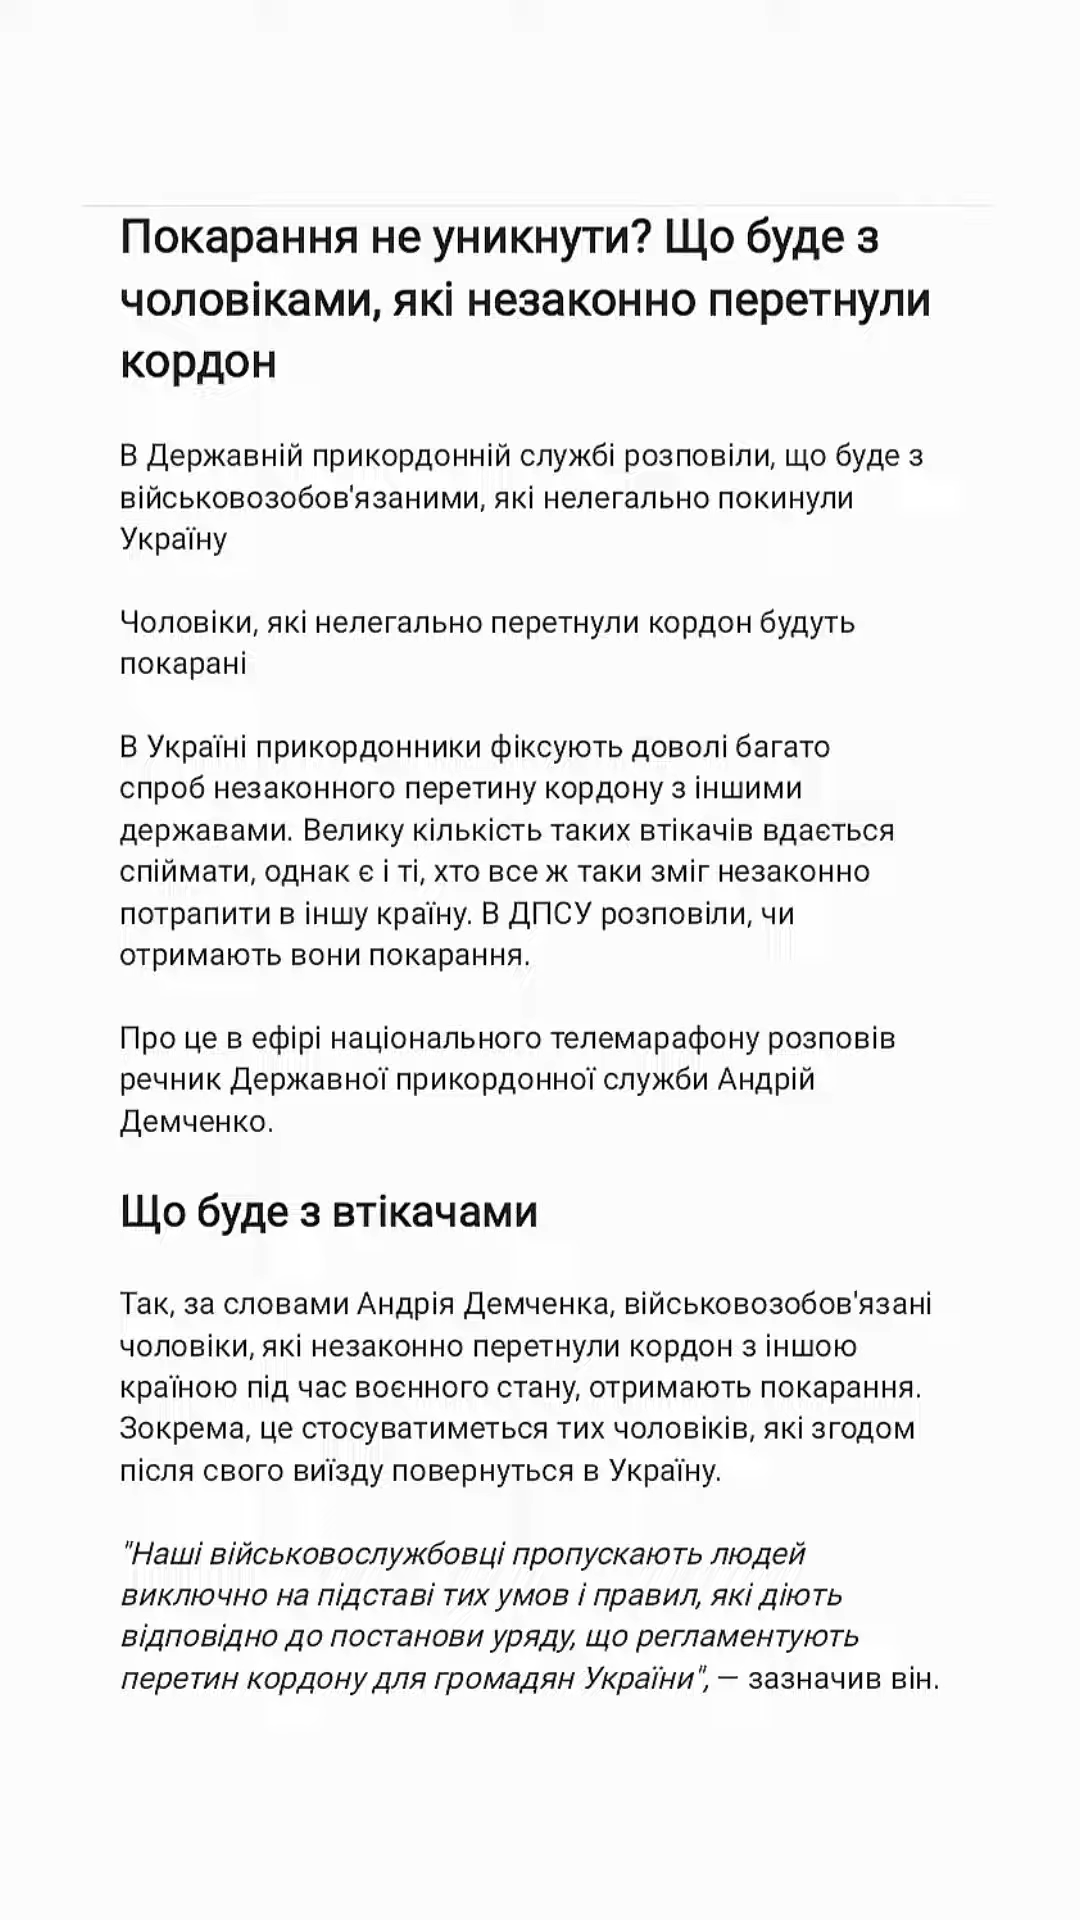 Покарання не уникнути? Що буде з
чоловіками, які незаконно перетнули
кордон
В Державній прикордонній службі розповіли, що буде з
військовозобов'язаними, які нелегально покинули
Україну
Чоловіки, які нелегально перетнули кордон будуть
покарані
В Україні прикордонники фіксують доволі багато
спроб незаконного перетину кордону з іншими
державами. Велику кількість таких втікачів вдається
спіймати, однак є і ті, хто все ж таки зміг незаконно
потрапити в іншу країну. В ДПСУ розповіли, чи
отримають вони покарання.
Про це в ефірі національного телемарафону розповів
речник Державної прикордонної служби Андрій
Демченко.
Що буде з втікачами
Так, за словами Андрія Демченка, військовозобов'язані
чоловіки, які незаконно перетнули кордон з іншою
країною під час воєнного стану, отримають покарання.
Зокрема, це стосуватиметься тих чоловіків, які згодом
після свого виїзду повернуться в Україну.
"Наші військовослужбовці пропускають людей
виключно на підставі тих умов і правил, які діють
відповідно до постанови уряду, що регламентують
перетин кордону для громадян України", — зазначив він.